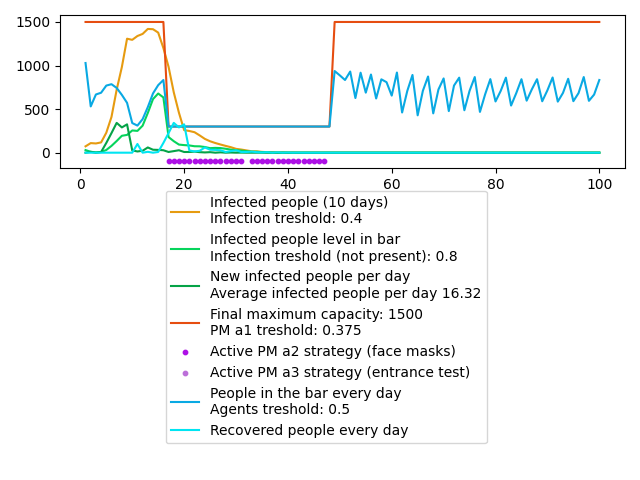 1500
1000
500
0
0
20
40
60
80
100
Infected people (10 days)
Infection treshold: 0.4
Infected people level in bar
Infection treshold (not present): 0.8
New infected people per day
Average infected people per day 16.32
Final maximum capacity: 1500
PM a1 treshold: 0.375
Active PM a2 strategy (face masks)
Active PM a3 strategy (entrance test)
People in the bar every day
Agents treshold: 0.5
Recovered people every day